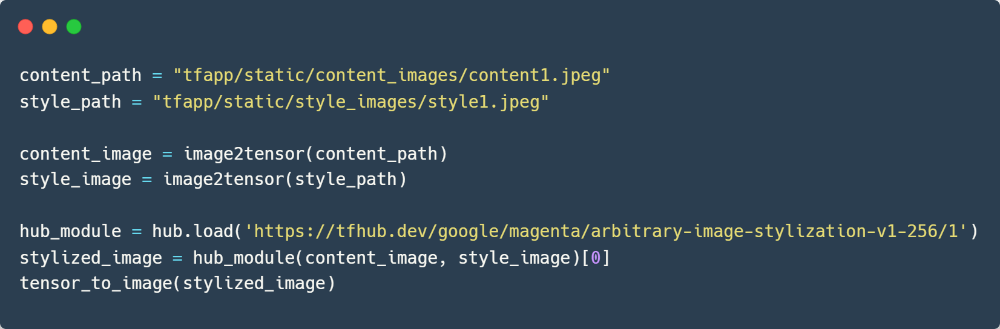 content_path = "tfapp/static/content_images/content1.jpeg"
style_path = "tfapp/static/style_images/style1.jpeg"
content_image = image2tensor(content_path)
style_image = image2tensor(style_path)
hub_module = hub.load('https://tfhub.dev/google/magenta/arbitrary-image-stylization-v1-256/1')
stylized_image = hub_module(content_image, style_image)[0]
tensor_to_image(stylized_image)